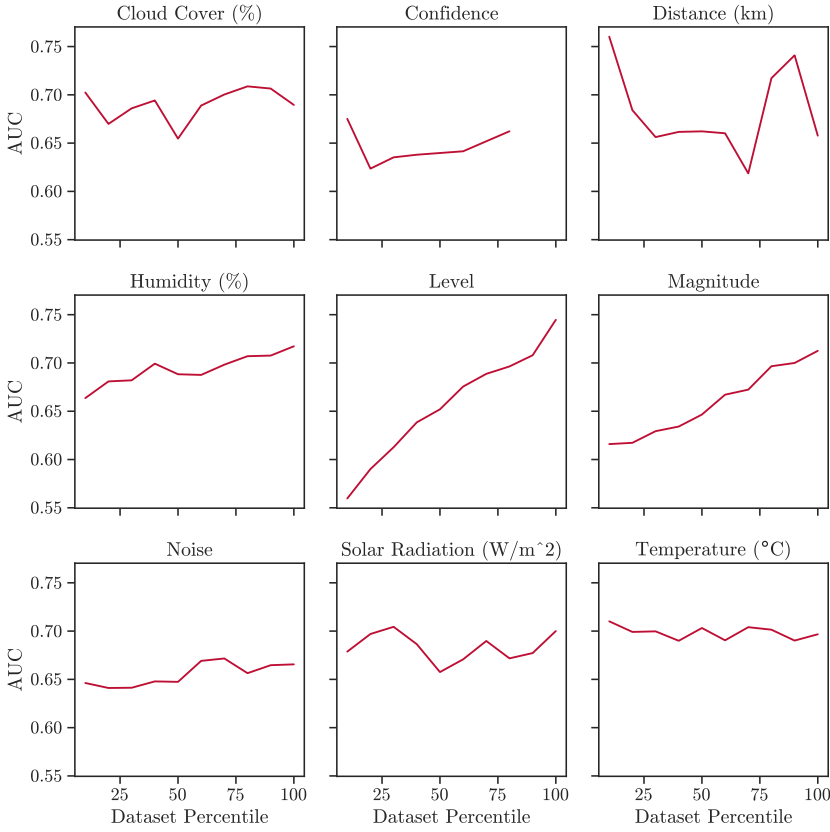 Cloud Cover (%) Confidence Distance (km)
0.75
0.70
AUC
0.65
0.60
0.55
Humidity (%) Level Magnitude
0.75
0.70
AUC
0.65
0.60
0.55
Noise Solar Radiation (W/m^2) Temperature (°C)
0.75
0.70
AUC
0.65
0.60
0.55
25 50 75 100 25 50 75 100 25 50 75 100
Dataset Percentile Dataset Percentile Dataset Percentile